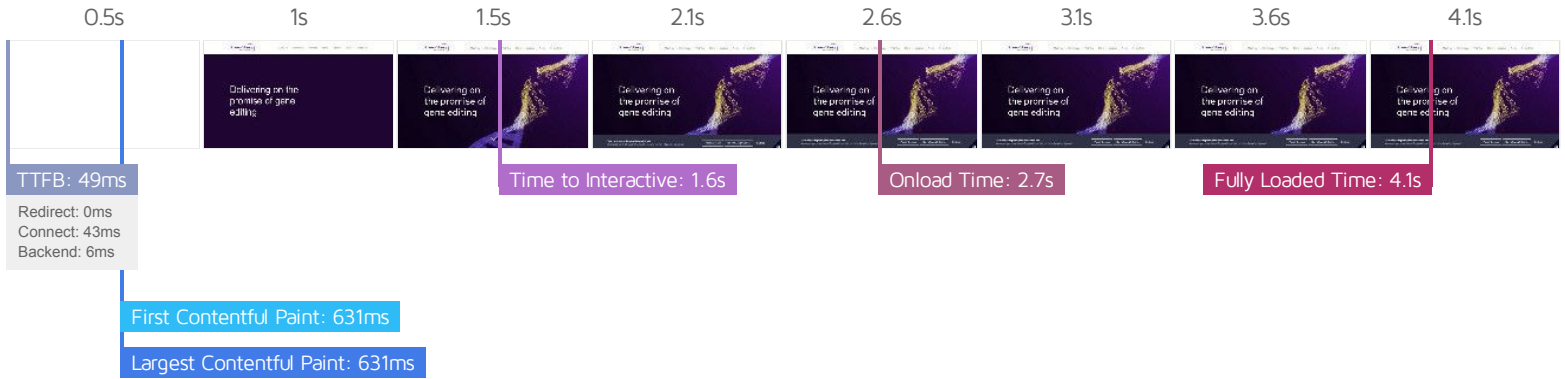 0.5s
1s
1.5s
2.1s
2.6s
3.1s
3.6s
4.1s
Delivering on the
promise of gene
editing
Delivering on
the promise of
gene editing
Delivering on
the promise of
gene editing
Delivering on
the promise of
gene editing
Delivering on
the promise of
gene editing
Delivering on
the promise of
gene editing
Delivering on
the promise of
gene editing
TTFB: 49ms
Redirect: 0ms
Connect: 43ms
Backend: 6ms
Time to Interactive: 1.6s
Onload Time: 2.7s
Fully Loaded Time: 4.1s
First Contentful Paint: 631ms
Largest Contentful Paint: 631ms